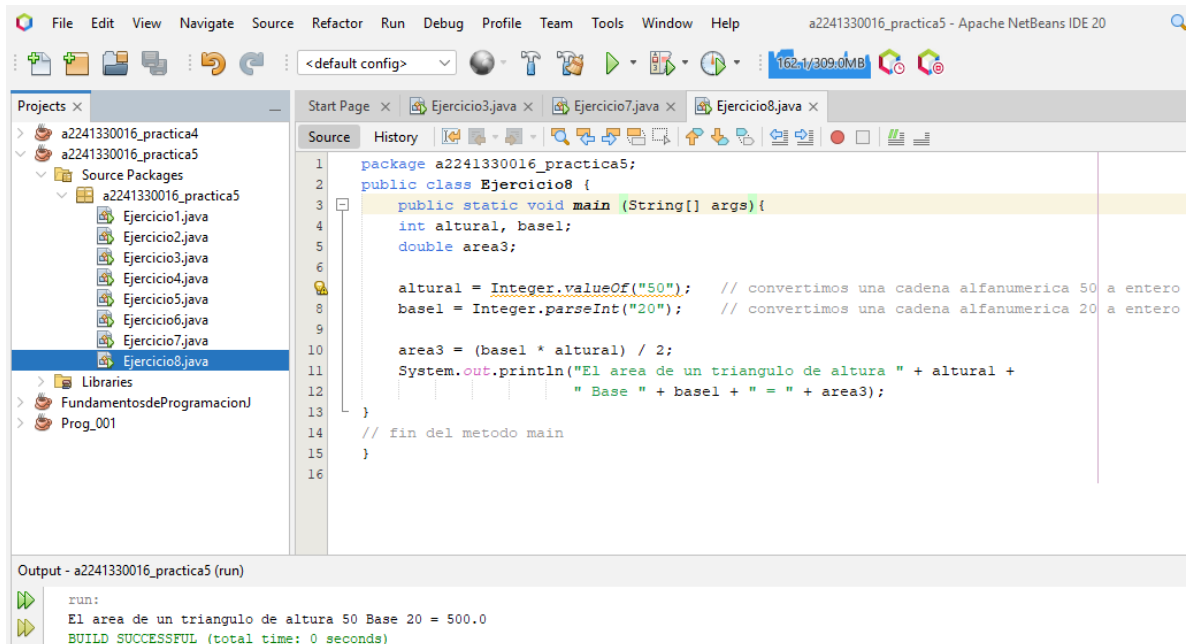 File Edit View Navigate Source Refactor Run Debug Profile Team Tools Window Help a2241330016_practica5 - Apache NetBeans IDE 20
<default config> 162.1/309.0MB
Projects
a2241330016_practica4
a2241330016_practica5
Source Packages
a2241330016_practica5
Ejercicio1.java
Ejercicio2.java
Ejercicio3.java
Ejercicio4.java
Ejercicio5.java
Ejercicio6.java
Ejercicio7.java
Ejercicio8.java
Libraries
FundamentosdeProgramacionJ
Prog_001
Start Page Ejercicio3.java Ejercicio7.java Ejercicio8.java
Source History
1 package a2241330016_practica5;
2 public class Ejercicio8 {
3 public static void main (String[] args){
4 int altura1, base1;
5 double area3;
6
altura1 = Integer.valueOf("50"); // convertimos una cadena alfanumerica 50 a entero
8 base1 = Integer.parseInt("20"); // convertimos una cadena alfanumerica 20 a entero
9
10 area3 = (base1 * altura1) / 2;
11 System.out.println("El area de un triangulo de altura " + altura1 +
12 " Base " + base1 + " = " + area3);
13 }
14 // fin del metodo main
15 }
16
Output - a2241330016_practica5 (run)
run:
El area de un triangulo de altura 50 Base 20 = 500.0
BUILD SUCCESSFUL (total time: 0 seconds)